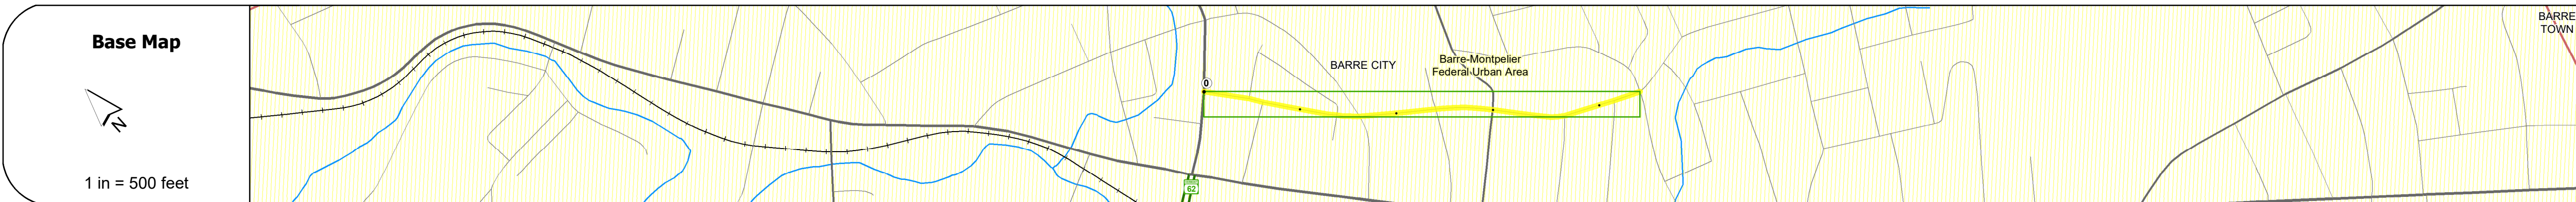 Base Map
N
1 in = 500 feet
0
BARRE CITY
Barre-Montpelier
Federal Urban Area
62
BARRE
TOWN